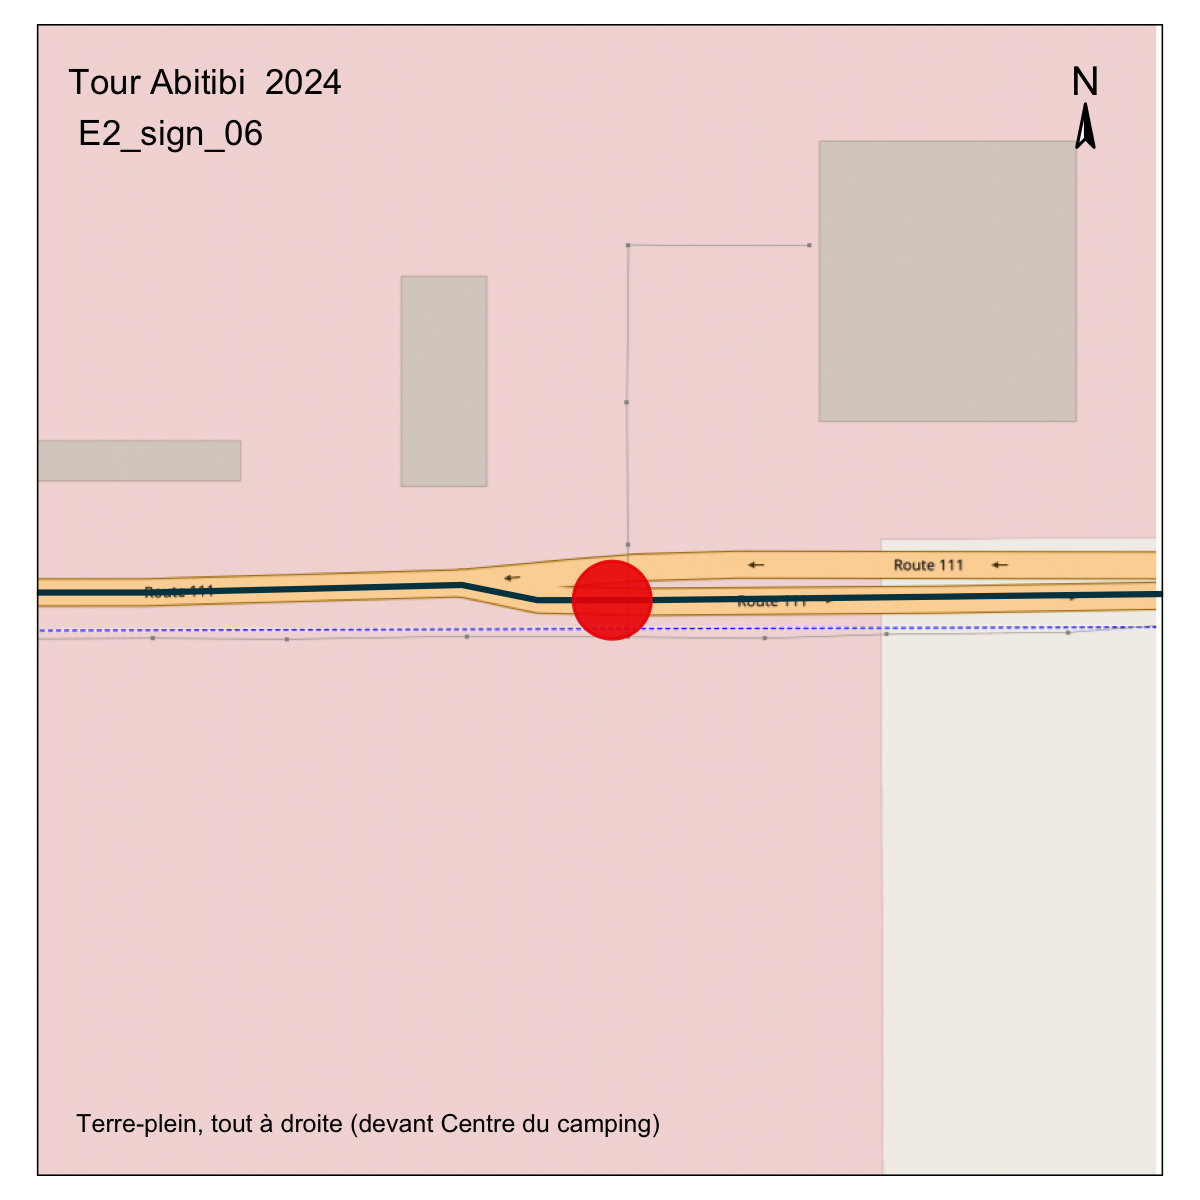 Tour Abitibi  2024
N
E2_sign_06
Route 111
Route 111
Route 111
Terre-plein, tout à droite (devant Centre du camping)